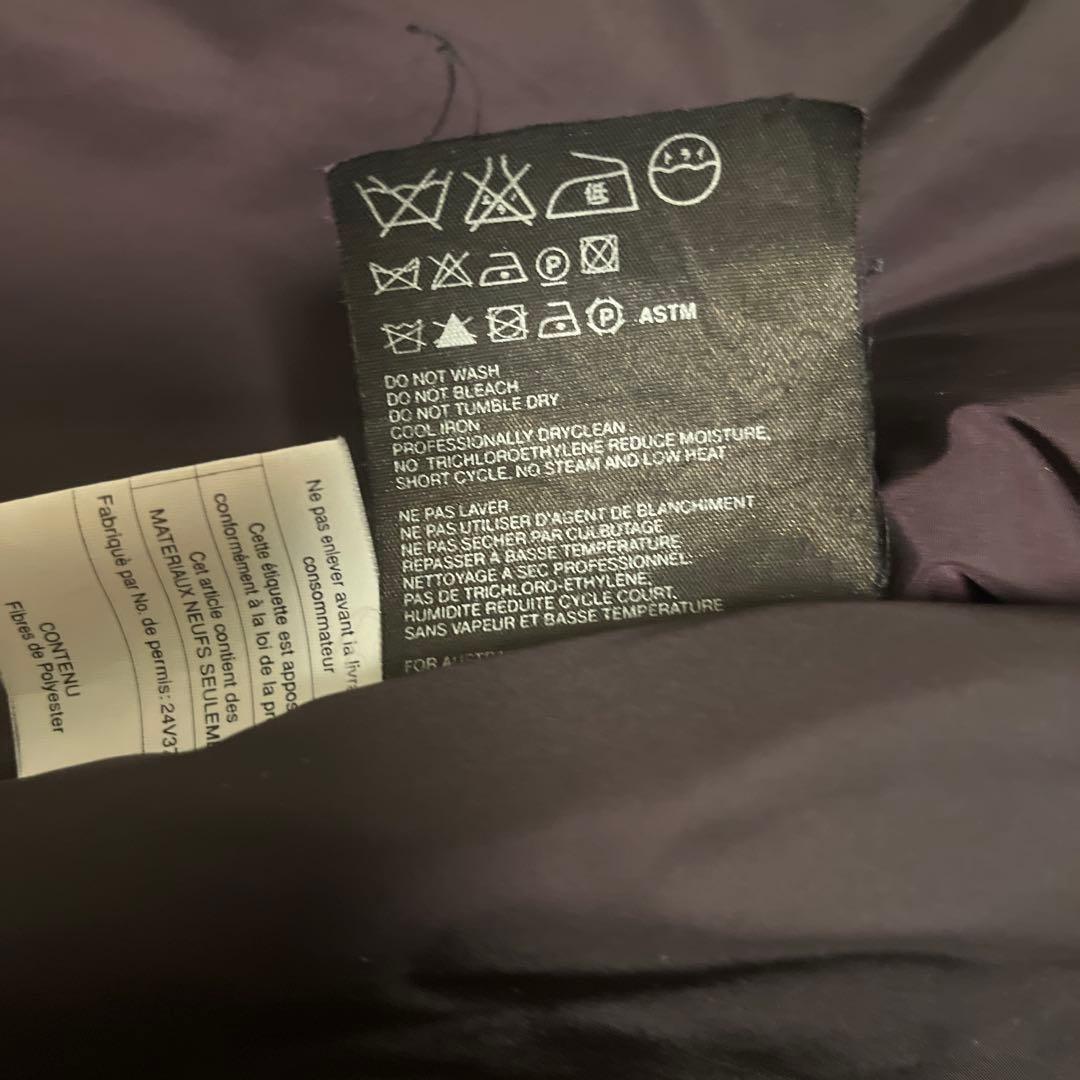 低
ドライ
P
P ASTM
DO NOT WASH
DO NOT BLEACH
DO NOT TUMBLE DRY
COOL IRON
PROFESSIONALLY DRYCLEAN :
NO TRICHLOROETHYLENE REDUCE MOISTURE,
SHORT CYCLE, NO STEAM AND LOW HEAT
NE PAS LAVER
NE PAS UTILISER D'AGENT DE BLANCHIMENT
NE PAS SECHER PAR CULBUTAGE
REPASSER À BASSE TEMPERATURE
NETTOYAGE À SEC PROFESSIONNEL:
PAS DE TRICHLORO-ETHYLENE,
HUMIDITE REDUITE CYCLE COURT,
SANS VAPEUR ET BASSE TEMPERATURE
FOR
Ne pas enlever avant la livra
consommateur
Cette étiquette est appos
conformément à la loi de la pr
Cet article contient des
MATERIAUX NEUFS SEULEM
Fabriqué par No. de permis: 24V37
CONTENU
Fibres de Polyester